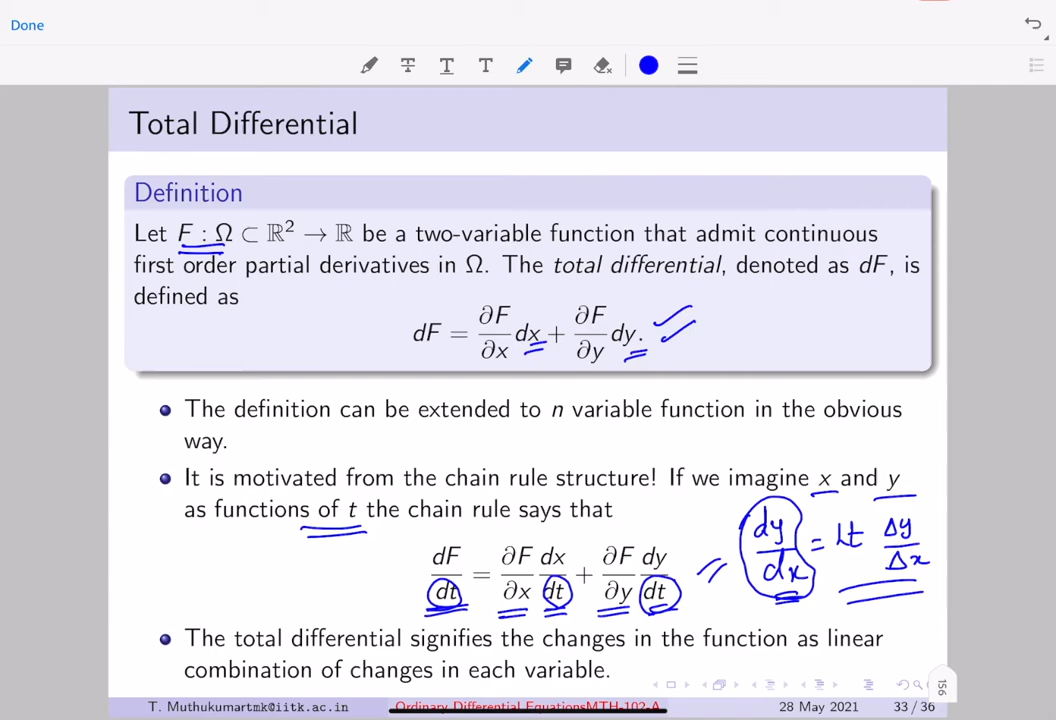 Done
Total Differential
Definition
Let F : Ω ⊂ ℝ² → ℝ be a two-variable function that admit continuous
first order partial derivatives in Ω. The total differential, denoted as dF, is
defined as
dF = ∂F/∂x dx + ∂F/∂y dy.
The definition can be extended to n variable function in the obvious
way.
It is motivated from the chain rule structure! If we imagine x and y
as functions of t the chain rule says that
dF/dt = ∂F/∂x dx/dt + ∂F/∂y dy/dt
dy/dx = Lt Δy/Δx
The total differential signifies the changes in the function as linear
combination of changes in each variable.
156
T. Muthukumartmk@iitk.ac.in Ordinary Differential EquationsMTH-102-A 28 May 2021 33 / 36